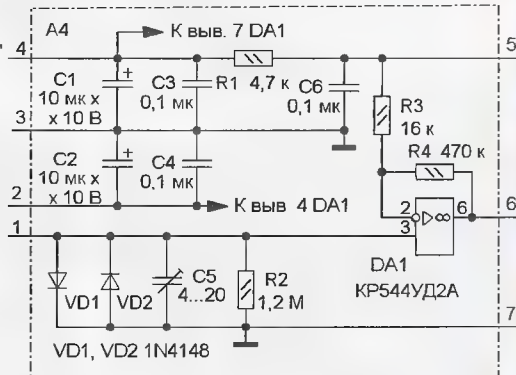 A4
К выв. 7 DA1
4
5
C1
10 мк х
х 10 В
C3
0,1 мк
R1
4,7 к
C6
0,1 мк
R3
16 к
3
R4 470 к
C2
10 мк х
х 10 В
C4
0,1 мк
2
К выв 4 DA1
2
3
6
6
1
DA1
КР544УД2А
VD1
VD2
C5
4...20
R2
1,2 М
7
VD1, VD2 1N4148